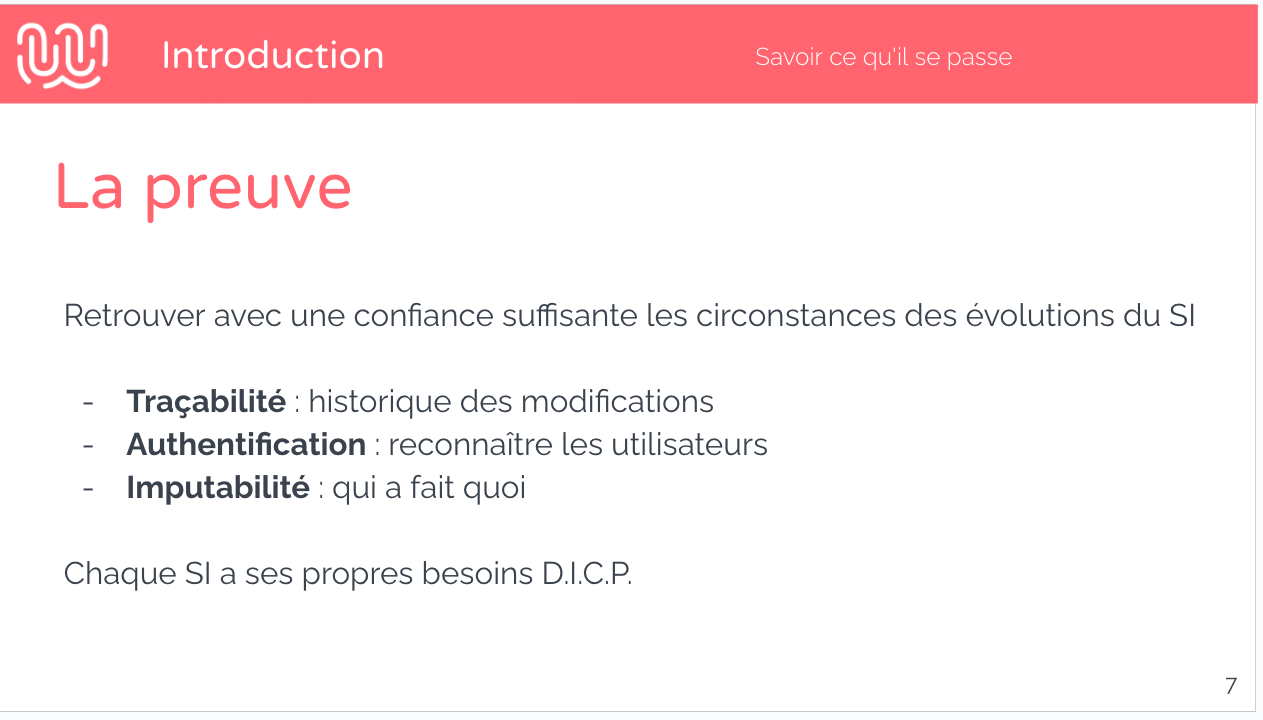 Introduction
Savoir ce qu'il se passe
La preuve
Retrouver avec une confiance suffisante les circonstances des évolutions du SI
- Traçabilité : historique des modifications
- Authentification : reconnaître les utilisateurs
- Imputabilité : qui a fait quoi
Chaque SI a ses propres besoins D.I.C.P.
7